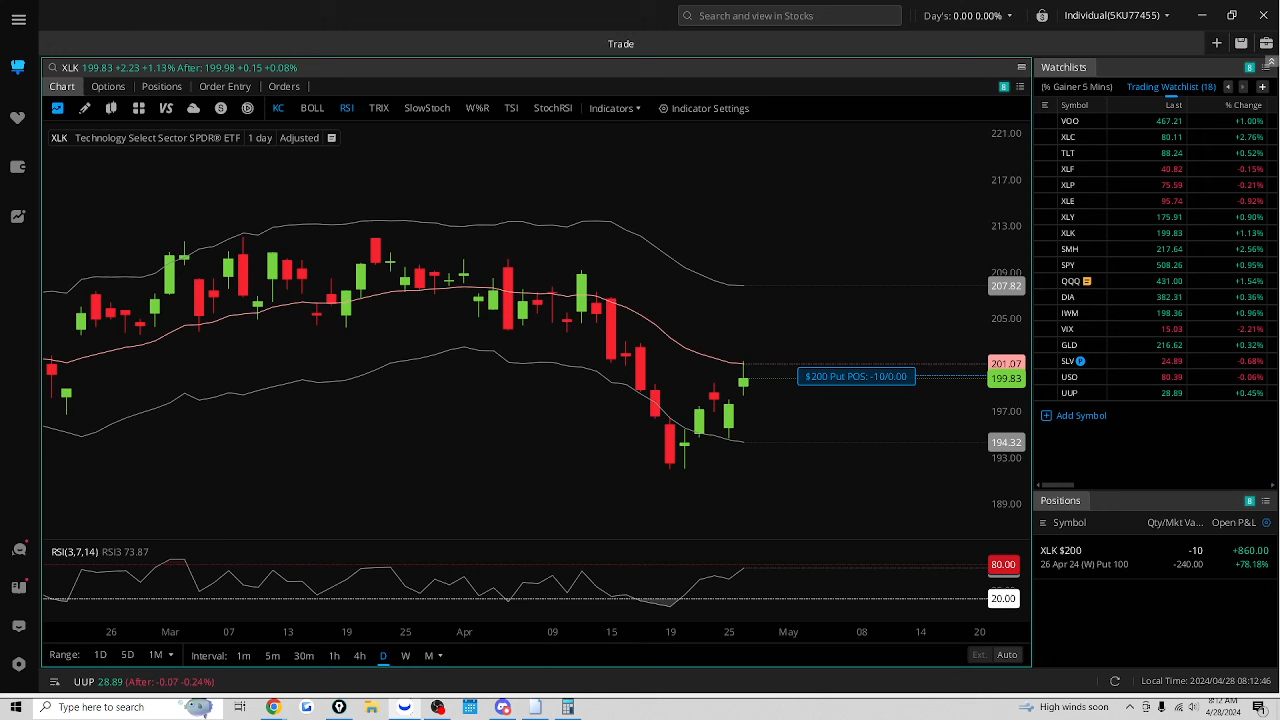 Search and view in Stocks
Day's: 0.00 0.00%
Individual(5KU77455)
Trade
XLK 199.83 +2.23 +1.13% After: 199.98 +0.15 +0.08%
Chart Options Positions Order Entry Orders 8
VS S KC BOLL RSI TRIX SlowStoch W%R TSI StochRSI Indicators Indicator Settings
XLK Technology Select Sector SPDR® ETF 1 day Adjusted
221.00
217.00
213.00
209.00
207.82
205.00
201.07
$200 Put POS: -10/0.00
199.83
197.00
194.32
193.00
189.00
RSI(3,7,14) RSI3 73.87
80.00
20.00
26 Mar 07 13 19 25 Apr 09 15 19 25 May 08 14 20
Range: 1D 5D 1M Interval: 1m 5m 30m 1h 4h D W M Ext. Auto
Watchlists 8
(% Gainer 5 Mins) Trading Watchlist (18)
Symbol Last % Change
VOO 467.21 +1.00%
XLC 80.11 +2.76%
TLT 88.24 +0.52%
XLF 40.82 -0.15%
XLP 75.59 -0.21%
XLE 95.74 -0.92%
XLY 175.91 +0.90%
XLK 199.83 +1.13%
SMH 217.64 +2.56%
SPY 508.26 +0.95%
QQQ 431.00 +1.54%
DIA 382.31 +0.36%
IWM 198.36 +0.96%
VIX 15.03 -2.21%
GLD 216.62 +0.32%
SLV P 24.89 -0.68%
USO 80.39 -0.06%
UUP 28.89 +0.45%
Add Symbol
Positions 8
Symbol Qty/Mkt Va... Open P&L
XLK $200 -10 +860.00
26 Apr 24 (W) Put 100 -240.00 +78.18%
UUP 28.89 (After: -0.07 -0.24%)
Local Time: 2024/04/28 08:12:46
Type here to search
High winds soon
8:12 AM
4/28/2024